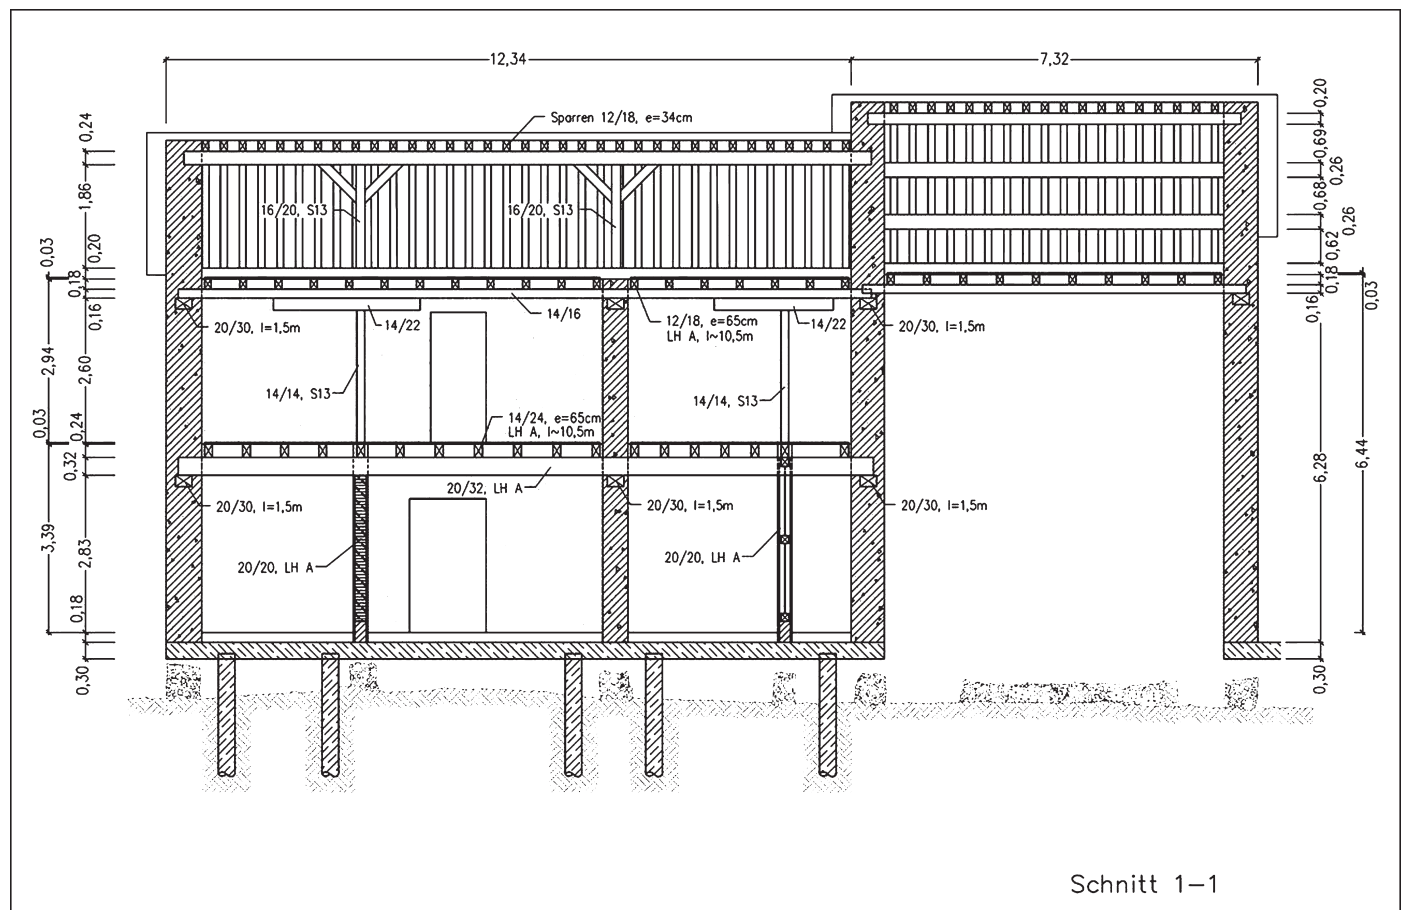 12,34
7,32
Sparren 12/18, e=34cm
16/20, S13
16/20, S13
0,24
1,86
0,20
0,03
0,18
0,16
2,94
2,60
0,03
0,24
0,32
3,39
2,83
0,18
0,30
0,20
0,69
0,26
0,68
0,26
0,62
0,18
0,03
0,16
6,28
6,44
0,30
20/30, l=1,5m
14/22
14/16
12/18, e=65cm
LH A, l~10,5m
14/22
20/30, l=1,5m
14/14, S13
14/14, S13
14/24, e=65cm
LH A, l~10,5m
20/32, LH A
20/30, l=1,5m
20/30, l=1,5m
20/30, l=1,5m
20/20, LH A
20/20, LH A
Schnitt 1-1